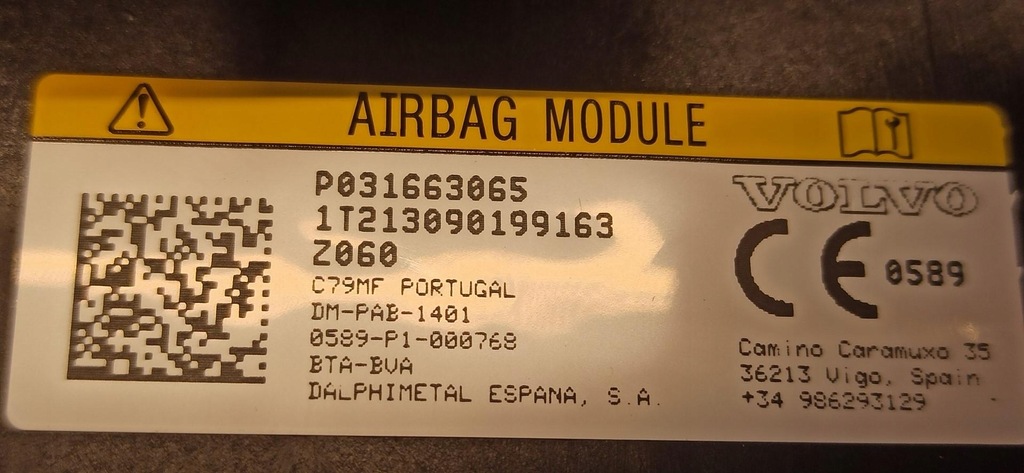 AIRBAG MODULE
P031663065
1T213090199163
Z060
C79MF PORTUGAL
DM-PAB-1401
0589-P1-000768
BTA-BVA
DALPHIMETAL ESPANA, S.A.
VOLVO
CE 0589
Camino Caramuxo 35
36213 Vigo, Spain
+34 986293129